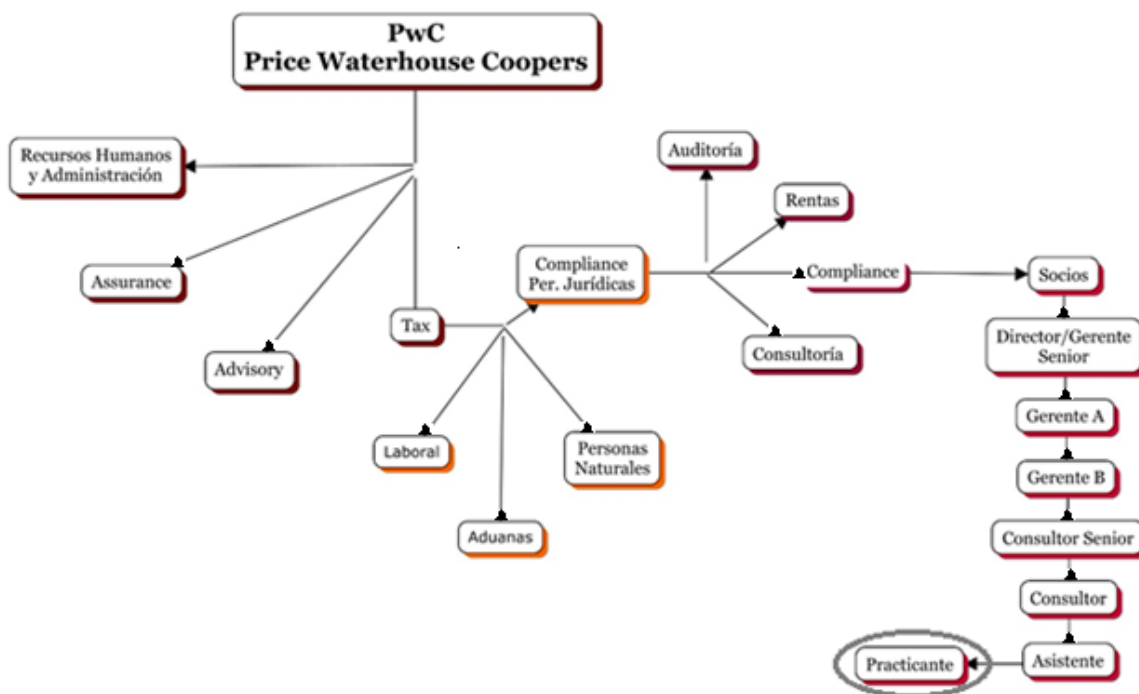 PwC
Price Waterhouse Coopers
Recursos Humanos
y Administración
Assurance
Advisory
Tax
Laboral
Aduanas
Personas
Naturales
Compliance
Per. Jurídicas
Auditoría
Rentas
Compliance
Consultoría
Socios
Director/Gerente
Senior
Gerente A
Gerente B
Consultor Senior
Consultor
Asistente
Practicante